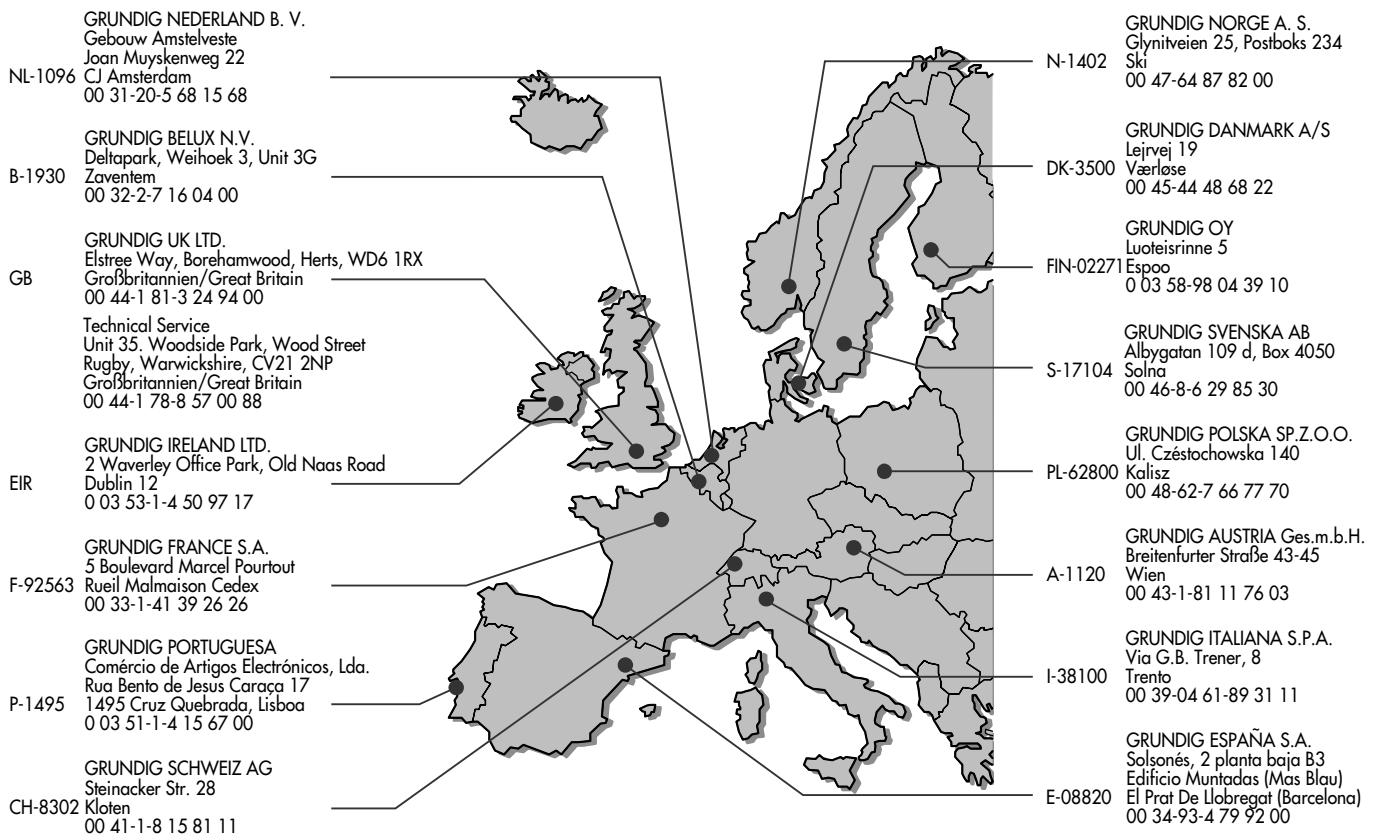 GRUNDIG NEDERLAND B. V.
Gebouw Amstelveste
Joan Muyskenweg 22
NL-1096 CJ Amsterdam
00 31-20-5 68 15 68
GRUNDIG BELUX N.V.
Deltapark, Weihoek 3, Unit 3G
B-1930 Zaventem
00 32-2-7 16 04 00
GRUNDIG UK LTD.
Elstree Way, Borehamwood, Herts, WD6 1RX
GB Großbritannien/Great Britain
00 44-1 81-3 24 94 00
Technical Service
Unit 35. Woodside Park, Wood Street
Rugby, Warwickshire, CV21 2NP
Großbritannien/Great Britain
00 44-1 78-8 57 00 88
GRUNDIG IRELAND LTD.
2 Waverley Office Park, Old Naas Road
EIR Dublin 12
0 03 53-1-4 50 97 17
GRUNDIG FRANCE S.A.
5 Boulevard Marcel Pourtout
F-92563 Rueil Malmaison Cedex
00 33-1-41 39 26 26
GRUNDIG PORTUGUESA
Comércio de Artigos Electrónicos, Lda.
Rua Bento de Jesus Caraça 17
P-1495 1495 Cruz Quebrada, Lisboa
0 03 51-1-4 15 67 00
GRUNDIG SCHWEIZ AG
Steinacker Str. 28
CH-8302 Kloten
00 41-1-8 15 81 11
GRUNDIG NORGE A. S.
Glynitveien 25, Postboks 234
N-1402 Ski
00 47-64 87 82 00
GRUNDIG DANMARK A/S
Lejrvej 19
DK-3500 Værløse
00 45-44 48 68 22
GRUNDIG OY
Luoteisrinne 5
FIN-02271 Espoo
0 03 58-98 04 39 10
GRUNDIG SVENSKA AB
Albygatan 109 d, Box 4050
S-17104 Solna
00 46-8-6 29 85 30
GRUNDIG POLSKA SP.Z.O.O.
Ul. Czéstochowska 140
PL-62800 Kalisz
00 48-62-7 66 77 70
GRUNDIG AUSTRIA Ges.m.b.H.
Breitenfurter Straße 43-45
A-1120 Wien
00 43-1-81 11 76 03
GRUNDIG ITALIANA S.P.A.
Via G.B. Trener, 8
I-38100 Trento
00 39-04 61-89 31 11
GRUNDIG ESPAÑA S.A.
Solsonés, 2 planta baja B3
Edificio Muntadas (Mas Blau)
E-08820 El Prat De Llobregat (Barcelona)
00 34-93-4 79 92 00